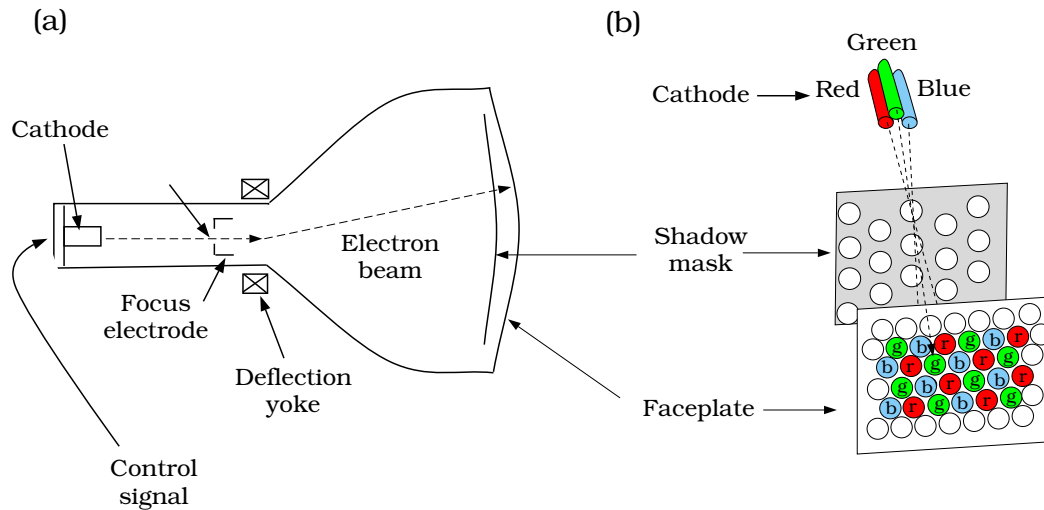 (a)
Cathode
Focus
electrode
Deflection
yoke
Electron
beam
Control
signal
(b)
Green
Red
Blue
Cathode
Shadow
mask
Faceplate
g b r g b r
b r g b r g
g b r g b r
b r g b r g